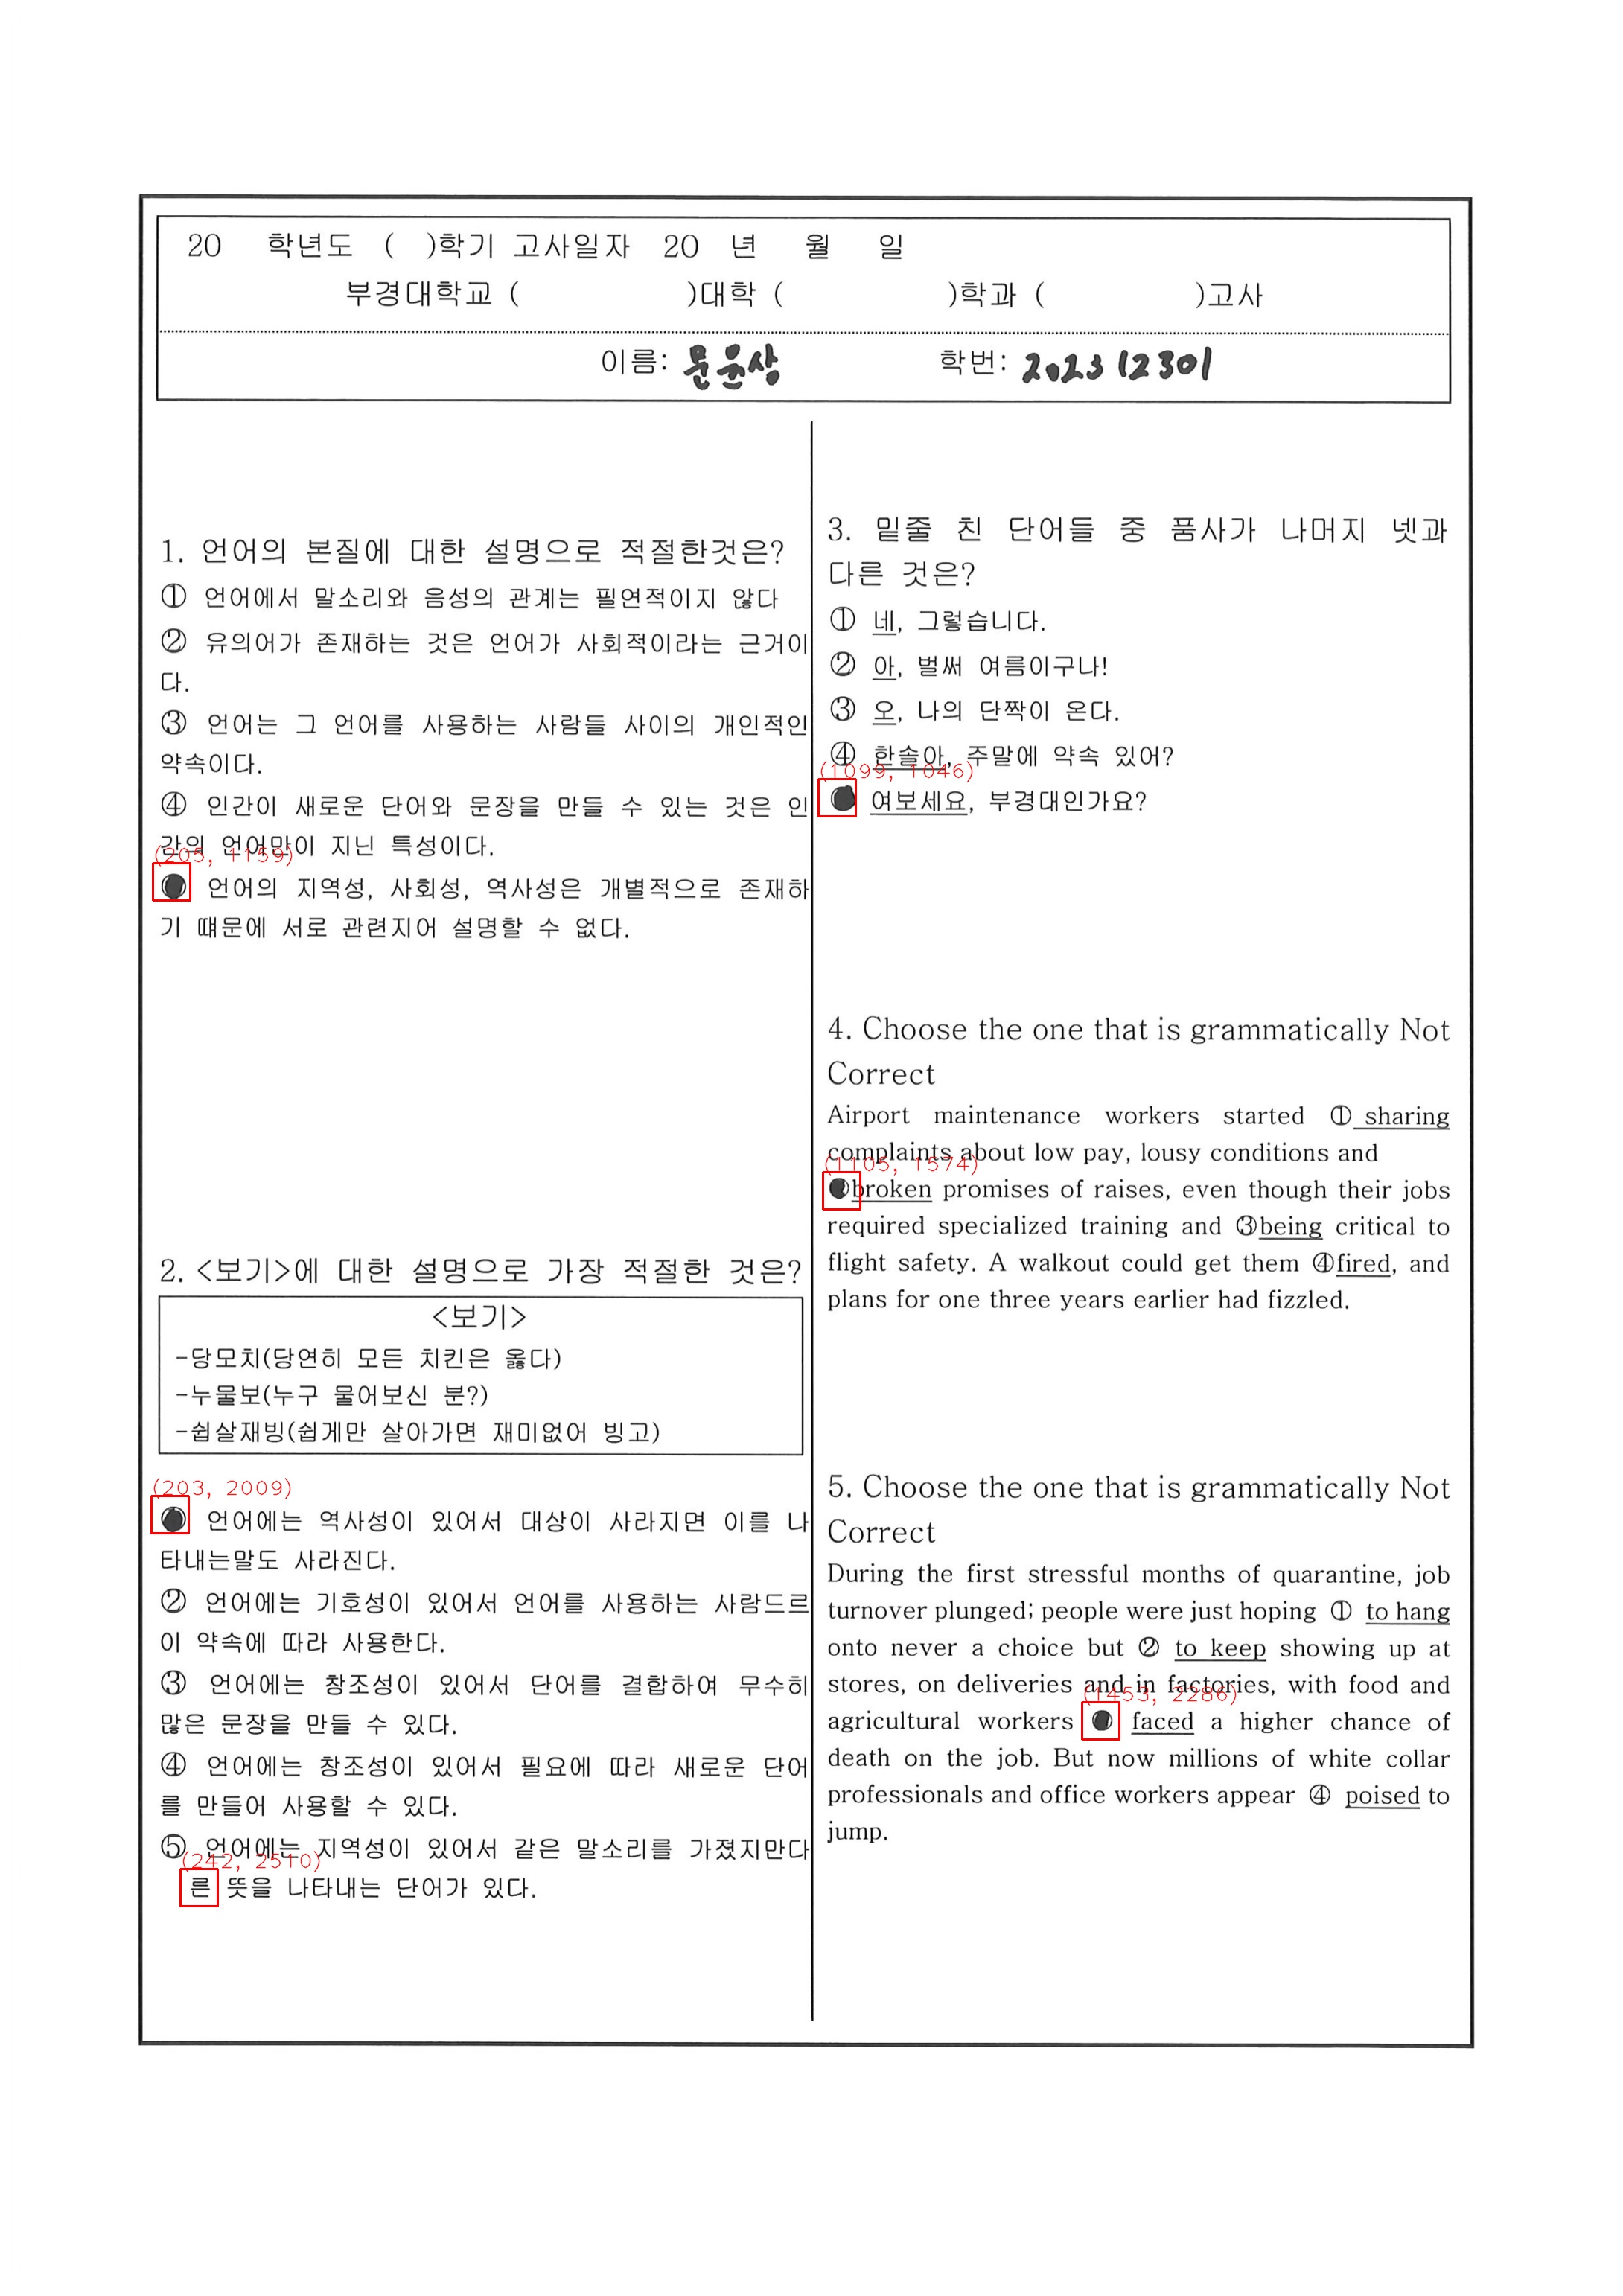 20 학년도 ( )학기 고사일자 20 년 월 일
부경대학교 ( )대학 ( )학과 ( )고사
이름: 문윤상 학번: 202312301
1. 언어의 본질에 대한 설명으로 적절한것은?
① 언어에서 말소리와 음성의 관계는 필연적이지 않다
② 유의어가 존재하는 것은 언어가 사회적이라는 근거이
다.
③ 언어는 그 언어를 사용하는 사람들 사이의 개인적인
약속이다.
④ 인간이 새로운 단어와 문장을 만들 수 있는 것은 인
간의 언어만이 지닌 특성이다.
(205, 1159)
● 언어의 지역성, 사회성, 역사성은 개별적으로 존재하
기 떄문에 서로 관련지어 설명할 수 없다.
2. <보기>에 대한 설명으로 가장 적절한 것은?
<보기>
-당모치(당연히 모든 치킨은 옳다)
-누물보(누구 물어보신 분?)
-쉽살재빙(쉽게만 살아가면 재미없어 빙고)
(203, 2009)
● 언어에는 역사성이 있어서 대상이 사라지면 이를 나
타내는말도 사라진다.
② 언어에는 기호성이 있어서 언어를 사용하는 사람드르
이 약속에 따라 사용한다.
③ 언어에는 창조성이 있어서 단어를 결합하여 무수히
많은 문장을 만들 수 있다.
④ 언어에는 창조성이 있어서 필요에 따라 새로운 단어
를 만들어 사용할 수 있다.
⑤ 언어에는 지역성이 있어서 같은 말소리를 가졌지만다
(242, 2510)
른 뜻을 나타내는 단어가 있다.
3. 밑줄 친 단어들 중 품사가 나머지 넷과
다른 것은?
① 네, 그렇습니다.
② 아, 벌써 여름이구나!
③ 오, 나의 단짝이 온다.
④ 한솔아, 주말에 약속 있어?
(1099, 1046)
● 여보세요, 부경대인가요?
4. Choose the one that is grammatically Not
Correct
Airport maintenance workers started ① sharing
complaints about low pay, lousy conditions and
(1105, 1574)
●broken promises of raises, even though their jobs
required specialized training and ③being critical to
flight safety. A walkout could get them ④fired, and
plans for one three years earlier had fizzled.
5. Choose the one that is grammatically Not
Correct
During the first stressful months of quarantine, job
turnover plunged; people were just hoping ① to hang
onto never a choice but ② to keep showing up at
stores, on deliveries and in factories, with food and
(1453, 2286)
agricultural workers ● faced a higher chance of
death on the job. But now millions of white collar
professionals and office workers appear ④ poised to
jump.